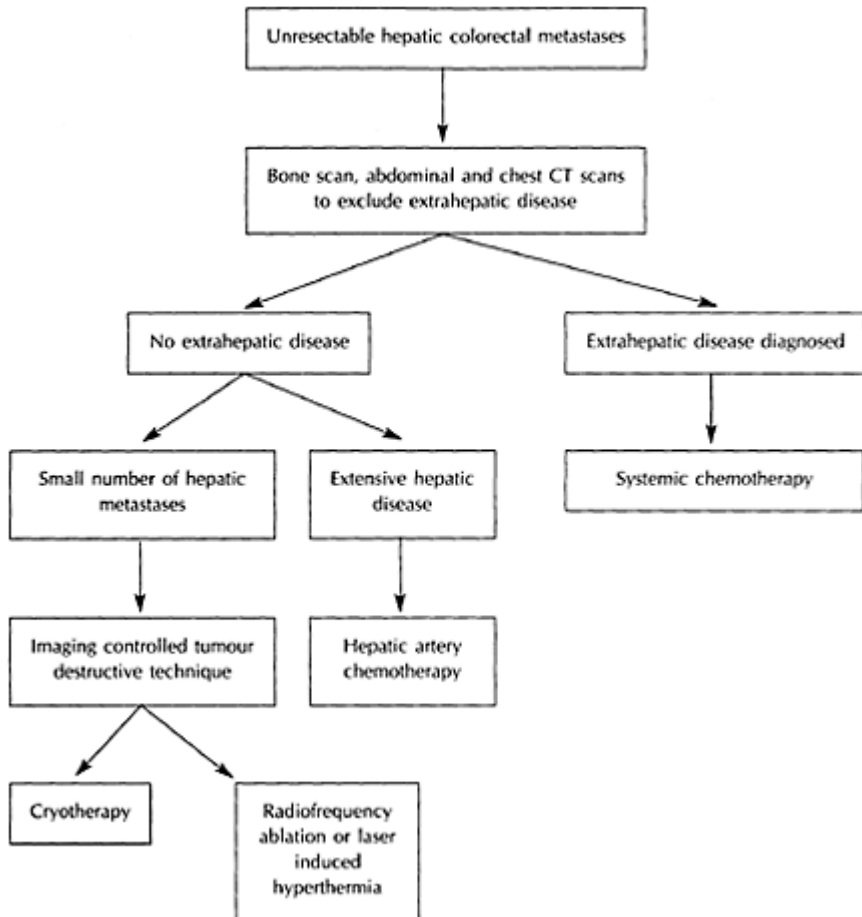 Unresectable hepatic colorectal metastases
Bone scan, abdominal and chest CT scans
to exclude extrahepatic disease
No extrahepatic disease
Extrahepatic disease diagnosed
Small number of hepatic
metastases
Extensive hepatic
disease
Systemic chemotherapy
Imaging controlled tumour
destructive technique
Hepatic artery
chemotherapy
Cryotherapy
Radiofrequency
ablation or laser
induced
hyperthermia